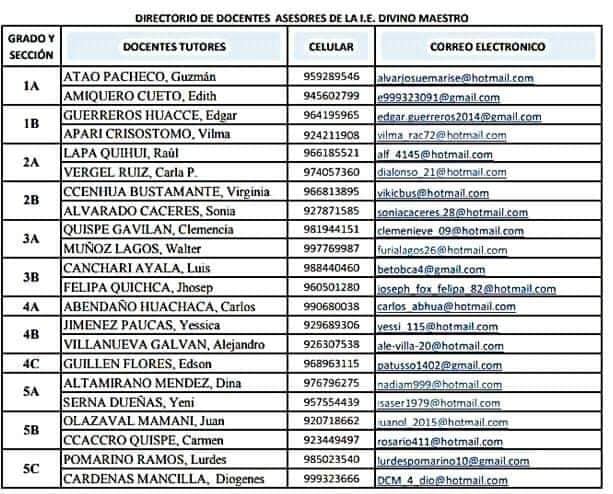 DIRECTORIO DE DOCENTES ASESORES DE LA I.E. DIVINO MAESTRO
GRADO Y SECCIÓN DOCENTES TUTORES CELULAR CORREO ELECTRÓNICO
1A ATAO PACHECO, Guzmán 959289546 alvarjosuemarise@hotmail.com
AMIQUERO CUETO, Edith 945602799 e999323091@gmail.com
1B GUERREROS HUACCE, Edgar 964195965 edgar.guerreros2014@gmail.com
APARI CRISOSTOMO, Vilma 924211908 vilma_rac72@hotmail.com
2A LAPA QUIHUI, Raúl 966185521 alf_4145@hotmail.com
VERGEL RUIZ, Carla P. 974057360 dialonso_21@hotmail.com
2B CCENHUA BUSTAMANTE, Virginia 966813895 vikicbus@hotmail.com
ALVARADO CACERES, Sonia 927871585 soniacaceres.28@hotmail.com
3A QUISPE GAVILAN, Clemencia 981944151 clemenieve_09@hotmail.com
MUÑOZ LAGOS, Walter 997769987 furialagos26@hotmail.com
3B CANCHARI AYALA, Luis 988440460 betobca4@gmail.com
FELIPA QUICHCA, Jhosep 960501280 joseph_fox_felipa_82@hotmail.com
4A ABENDAÑO HUACHACA, Carlos 990680038 carlos_abhua@hotmail.com
4B JIMENEZ PAUCAS, Yessica 929689306 yessi_115@hotmail.com
VILLANUEVA GALVAN, Alejandro 926307538 ale-villa-20@hotmail.com
4C GUILLEN FLORES, Edson 968963115 patusso1402@gmail.com
5A ALTAMIRANO MENDEZ, Dina 976796275 nadiam999@hotmail.com
SERNA DUEÑAS, Yeni 957554439 isaser1979@hotmail.com
5B OLAZAVAL MAMANI, Juan 920718662 juanol_2015@hotmail.com
CCACCRO QUISPE, Carmen 923449497 rosario411@hotmail.com
5C POMARINO RAMOS, Lurdes 985023540 lurdespomarino10@gmail.com
CARDENAS MANCILLA, Diogenes 999323666 DCM_4_dio@hotmail.com